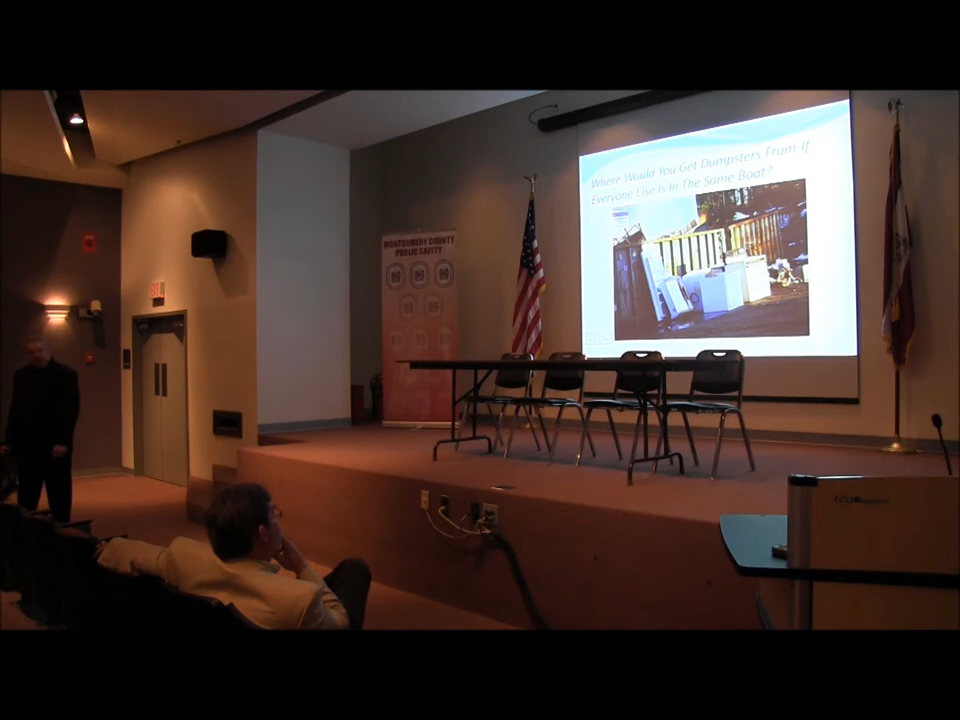 Where Would You Get Dumpsters From If
Everyone Else Is In The Same Boat?
MONTGOMERY COUNTY
PUBLIC SAFETY
EXIT